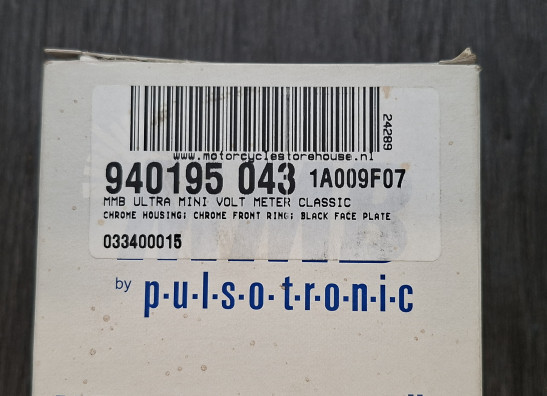 24289
www.motorcyclestorehouse.nl
940195 043 1A009F07
MMB ULTRA MINI VOLT METER CLASSIC
CHROME HOUSING; CHROME FRONT RING; BLACK FACE PLATE
033400015
by p·u·l·s·o·t·r·o·n·i·c